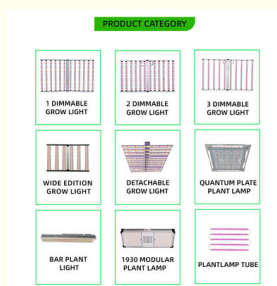 PRODUCT CATEGORY
1 DIMMABLE
GROW LIGHT
2 DIMMABLE
GROW LIGHT
3 DIMMABLE
GROW LIGHT
WIDE EDITION
GROW LIGHT
DETACHABLE
GROW LIGHT
QUANTUM PLATE
PLANT LAMP
BAR PLANT
LIGHT
1930 MODULAR
PLANT LAMP
PLANTLAMP TUBE